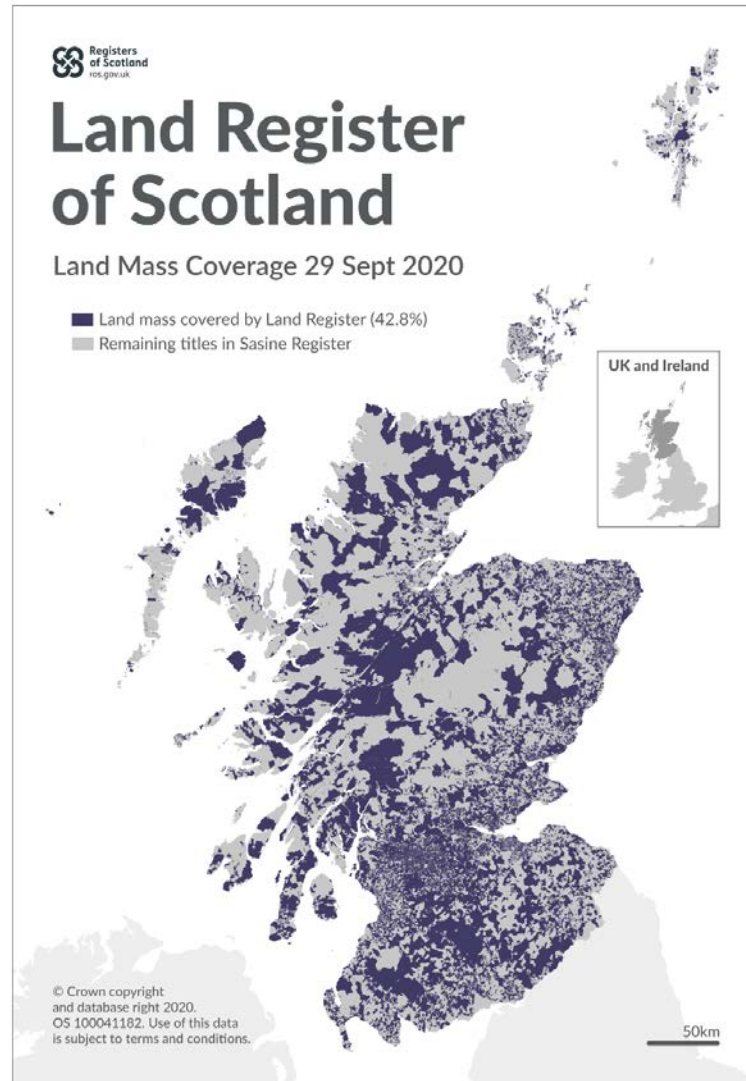 Registers
of Scotland
ros.gov.uk
Land Register
of Scotland
Land Mass Coverage 29 Sept 2020
Land mass covered by Land Register (42.8%)
Remaining titles in Sasine Register
UK and Ireland
© Crown copyright
and database right 2020.
OS 100041182. Use of this data
is subject to terms and conditions.
50km